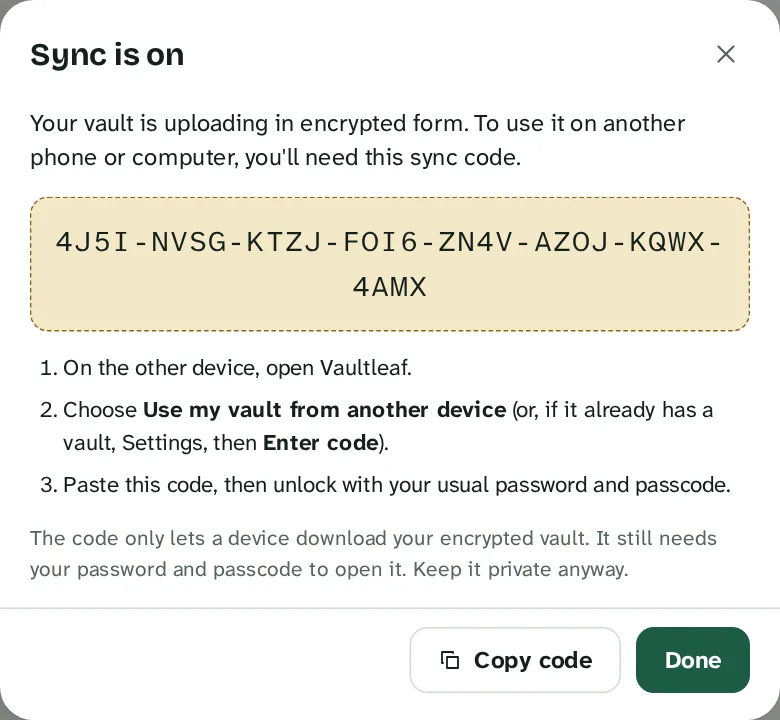 Sync is on
Your vault is uploading in encrypted form. To use it on another
phone or computer, you'll need this sync code.
4J5I-NVSG-KTZJ-FOI6-ZN4V-AZOJ-KQWX-
4AMX
1. On the other device, open Vaultleaf.
2. Choose Use my vault from another device (or, if it already has a
vault, Settings, then Enter code).
3. Paste this code, then unlock with your usual password and passcode.
The code only lets a device download your encrypted vault. It still needs
your password and passcode to open it. Keep it private anyway.
Copy code
Done